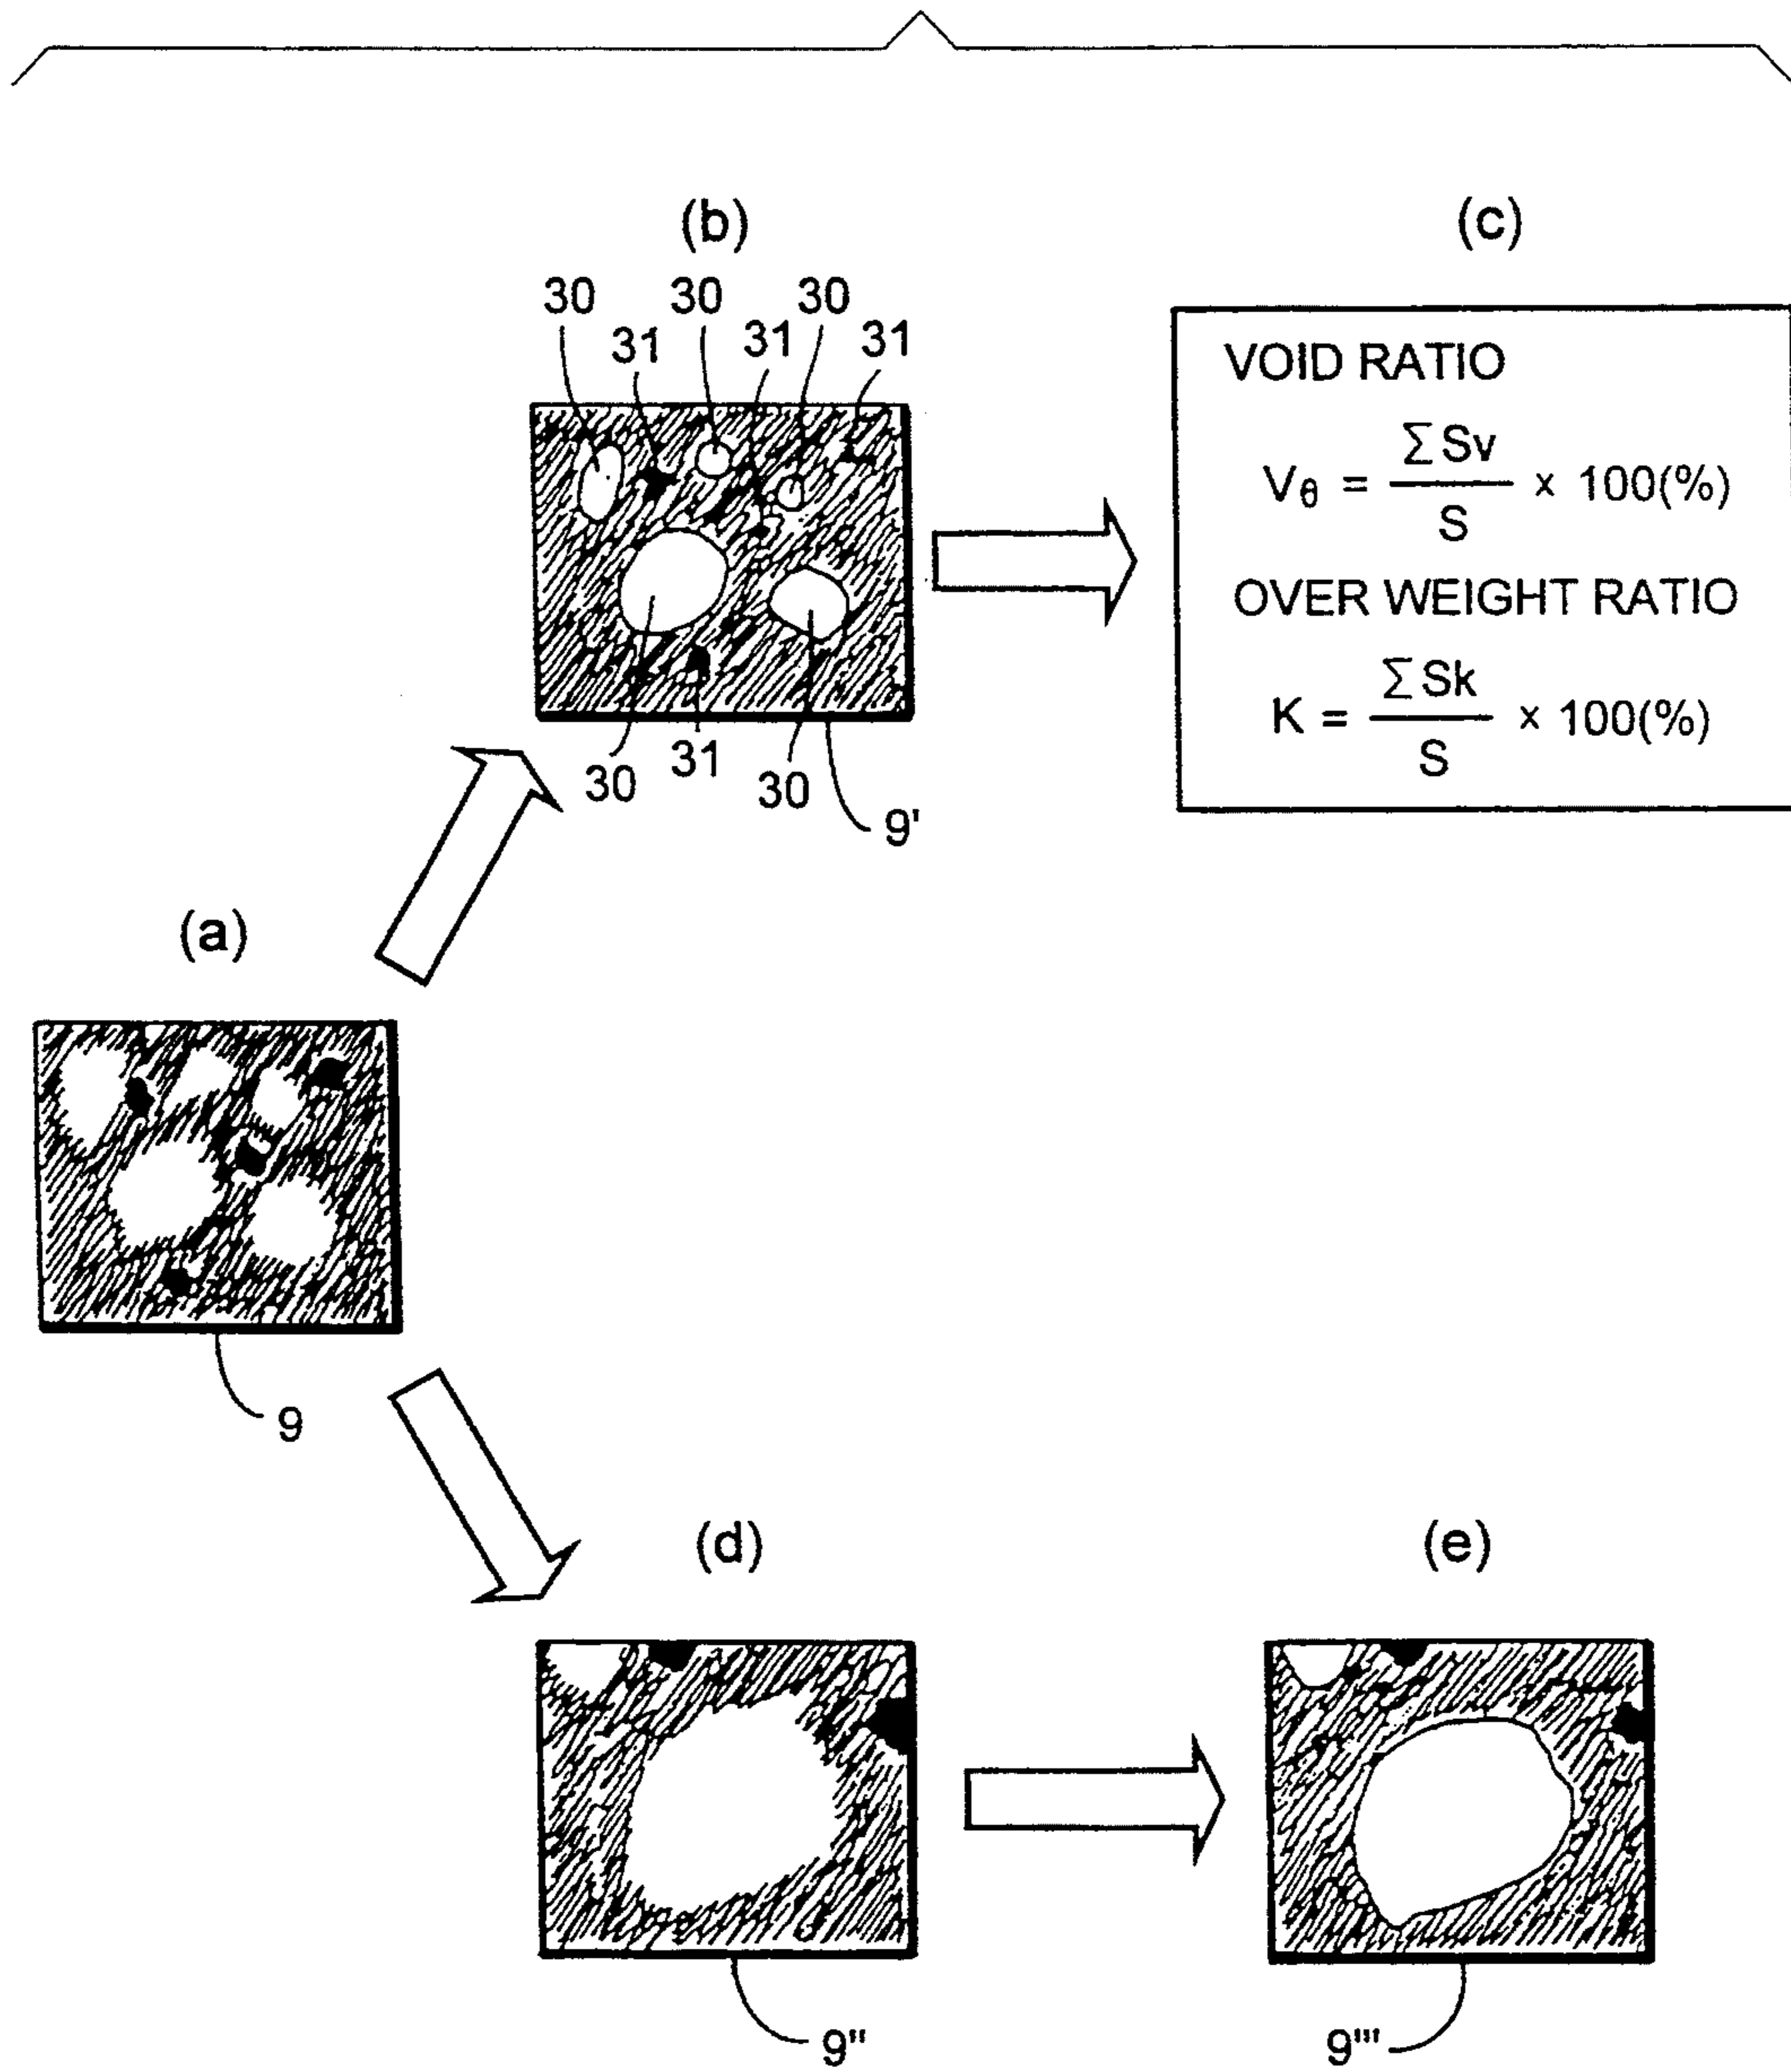 (b)
(c)
30 30 30
31 31 31
VOID RATIO
Vθ = ΣSv / S × 100(%)
OVER WEIGHT RATIO
K = ΣSk / S × 100(%)
30 31 30
9'
(a)
9
(d)
(e)
9''
9'''